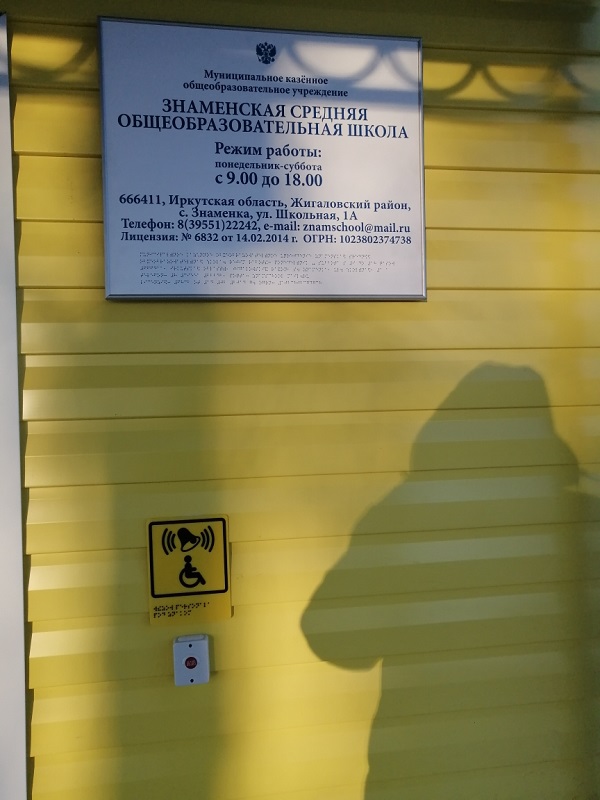 Муниципальное казённое
общеобразовательное учреждение
ЗНАМЕНСКАЯ СРЕДНЯЯ
ОБЩЕОБРАЗОВАТЕЛЬНАЯ ШКОЛА
Режим работы:
понедельник-суббота
с 9.00 до 18.00
666411, Иркутская область, Жигаловский район,
с. Знаменка, ул. Школьная, 1А
Телефон: 8(39551)22242, e-mail: znamschool@mail.ru
Лицензия: № 6832 от 14.02.2014 г. ОГРН: 1023802374738